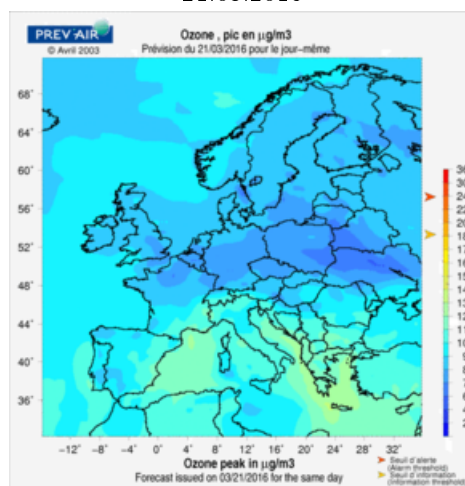 PREV'AIR
© Avril 2003
Ozone , pic en µg/m3
Prévision du 21/03/2016 pour le jour-même
68°
64°
60°
56°
52°
48°
44°
40°
36°
-12° -8° -4° 0° 4° 8° 12° 16° 20° 24° 28° 32°
Ozone peak in µg/m3
Forecast issued on 03/21/2016 for the same day
Seuil d'alerte
(Alarm threshold)
Seuil d'information
(Information threshold)